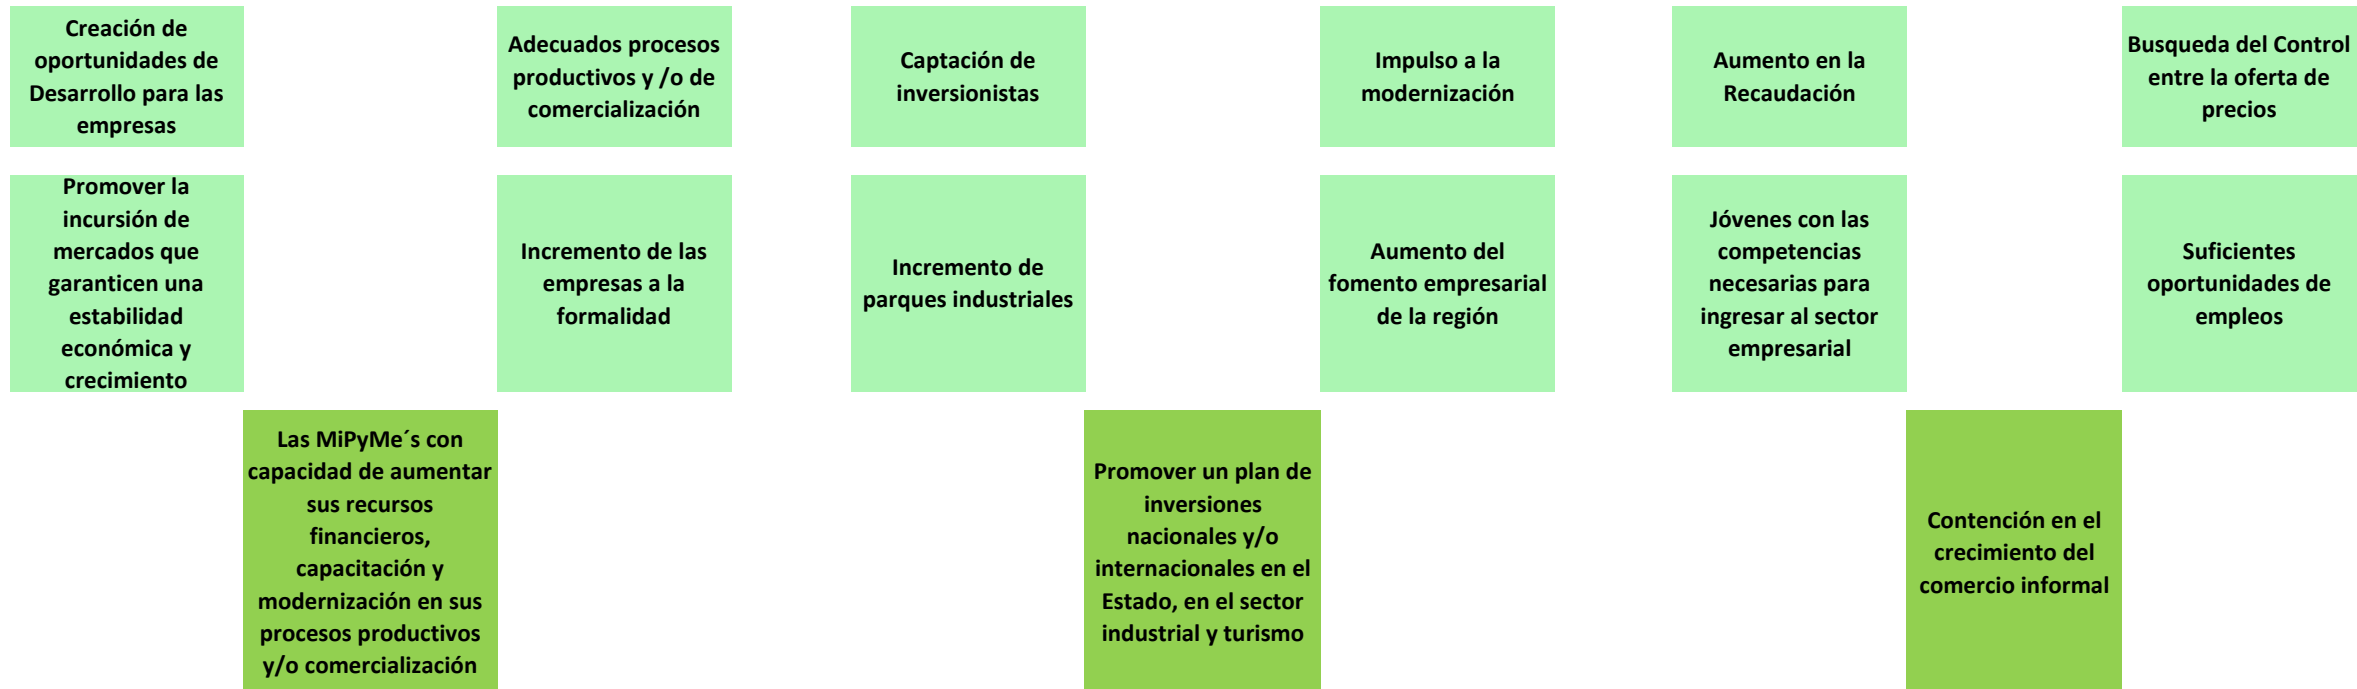 Creación de
oportunidades de
Desarrollo para las
empresas
Adecuados procesos
productivos y /o de
comercialización
Captación de
inversionistas
Impulso a la
modernización
Aumento en la
Recaudación
Busqueda del Control
entre la oferta de
precios
Promover la
incursión de
mercados que
garanticen una
estabilidad
económica y
crecimiento
Incremento de las
empresas a la
formalidad
Incremento de
parques industriales
Aumento del
fomento empresarial
de la región
Jóvenes con las
competencias
necesarias para
ingresar al sector
empresarial
Suficientes
oportunidades de
empleos
Las MiPyMe´s con
capacidad de aumentar
sus recursos
financieros,
capacitación y
modernización en sus
procesos productivos
y/o comercialización
Promover un plan de
inversiones
nacionales y/o
internacionales en el
Estado, en el sector
industrial y turismo
Contención en el
crecimiento del
comercio informal